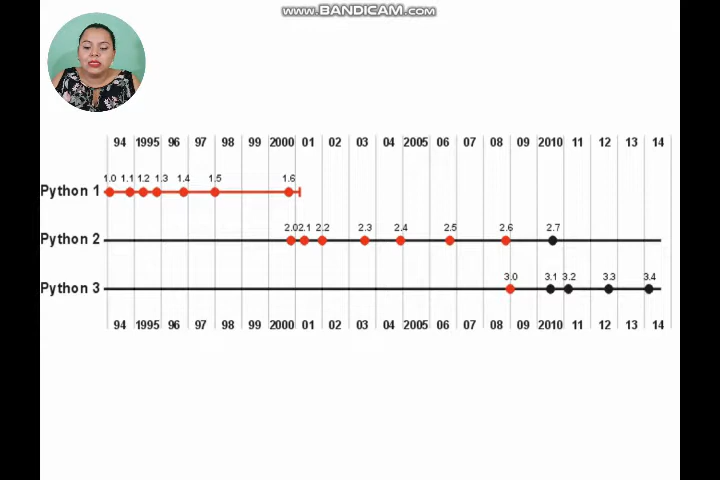 WWW.BANDICAM.COM
94 1995 96 97 98 99 2000 01 02 03 04 2005 06 07 08 09 2010 11 12 13 14
1.0 1.1 1.2 1.3 1.4 1.5 1.6
Python 1
2.0 2.1 2.2 2.3 2.4 2.5 2.6 2.7
Python 2
3.0 3.1 3.2 3.3 3.4
Python 3
94 1995 96 97 98 99 2000 01 02 03 04 2005 06 07 08 09 2010 11 12 13 14